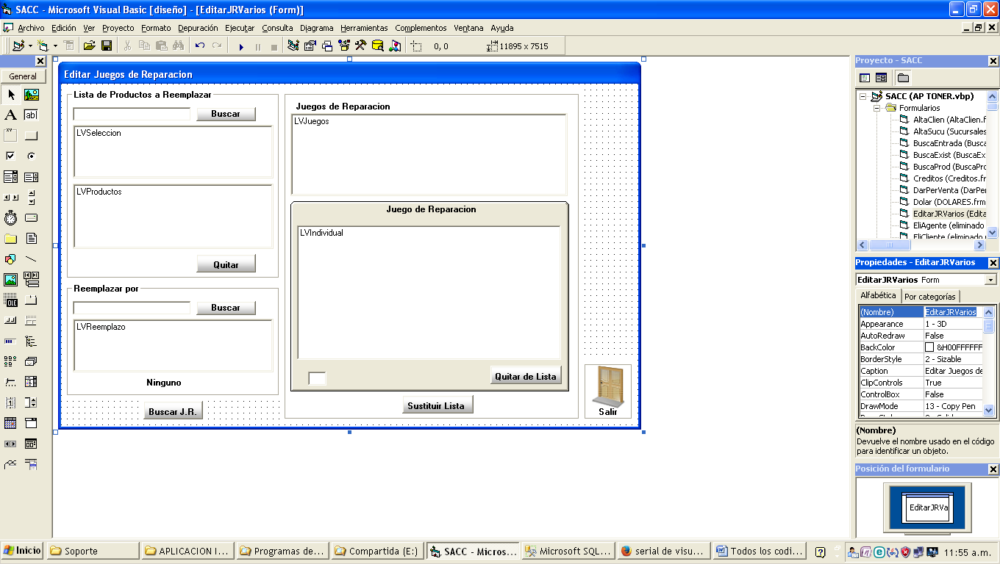 SACC - Microsoft Visual Basic [diseño] - [EditarJRVarios (Form)]
Archivo Edición Ver Proyecto Formato Depuración Ejecutar Consulta Diagrama Herramientas Complementos Ventana Ayuda
0, 0 11895 x 7515
General
A ab|
OLE
Editar Juegos de Reparacion
Lista de Productos a Reemplazar
Buscar
LVSeleccion
LVProductos
Quitar
Reemplazar por
Buscar
LVReemplazo
Ninguno
Buscar J.R.
Juegos de Reparacion
LVJuegos
Juego de Reparacion
LVIndividual
Quitar de Lista
Sustituir Lista
Salir
Proyecto - SACC
SACC (AP TONER.vbp)
Formularios
AltaClien (AltaClien.f
AltaSucu (Sucursales
BuscaEntrada (Busca
BuscaExist (BuscaEx
BuscaProd (BuscaPro
Creditos (Creditos.fr
DarPerVenta (DarPer
Dolar (DOLARES.frm
EditarJRVarios (Edita
EliAgente (eliminado
EliCliente (eliminado
Propiedades - EditarJRVarios
EditarJRVarios Form
Alfabética Por categorías
(Nombre) EditarJRVarios
Appearance 1 - 3D
AutoRedraw False
BackColor &H00FFFFFF
BorderStyle 2 - Sizable
Caption Editar Juegos de
ClipControls True
ControlBox False
DrawMode 13 - Copy Pen
(Nombre)
Devuelve el nombre usado en el código
para identificar un objeto.
Posición del formulario
EditarJRVa
Inicio Soporte APLICACION I... Programas de... Compartida (E:) SACC - Micros... Microsoft SQL... serial de visu... Todos los codi... 11:55 a.m.